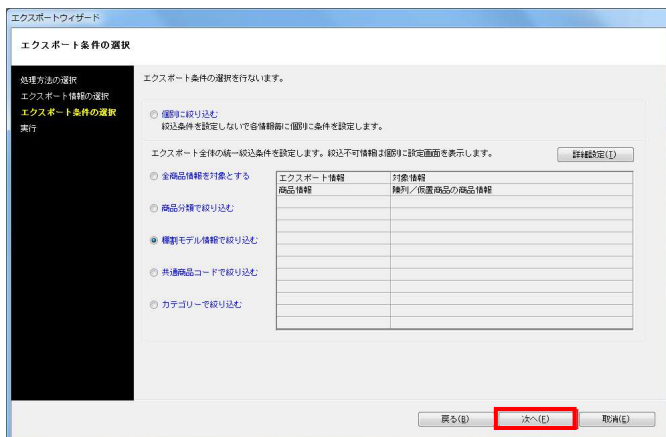 エクスポートウィザード
エクスポート条件の選択
処理方法の選択
エクスポート情報の選択
エクスポート条件の選択
実行
エクスポート条件の選択を行ないます。
個別に絞り込む
絞込条件を設定しないで各情報毎に個別に条件を設定します。
エクスポート全体の統一絞込条件を設定します。絞込不可情報は個別に設定画面を表示します。
詳細設定(I)
全商品情報を対象とする
商品分類で絞り込む
棚割モデル情報で絞り込む
共通商品コードで絞り込む
カテゴリーで絞り込む
エクスポート情報 対象情報
商品情報 陳列/仮置商品の商品情報
戻る(B) 次へ(F) 取消(E)